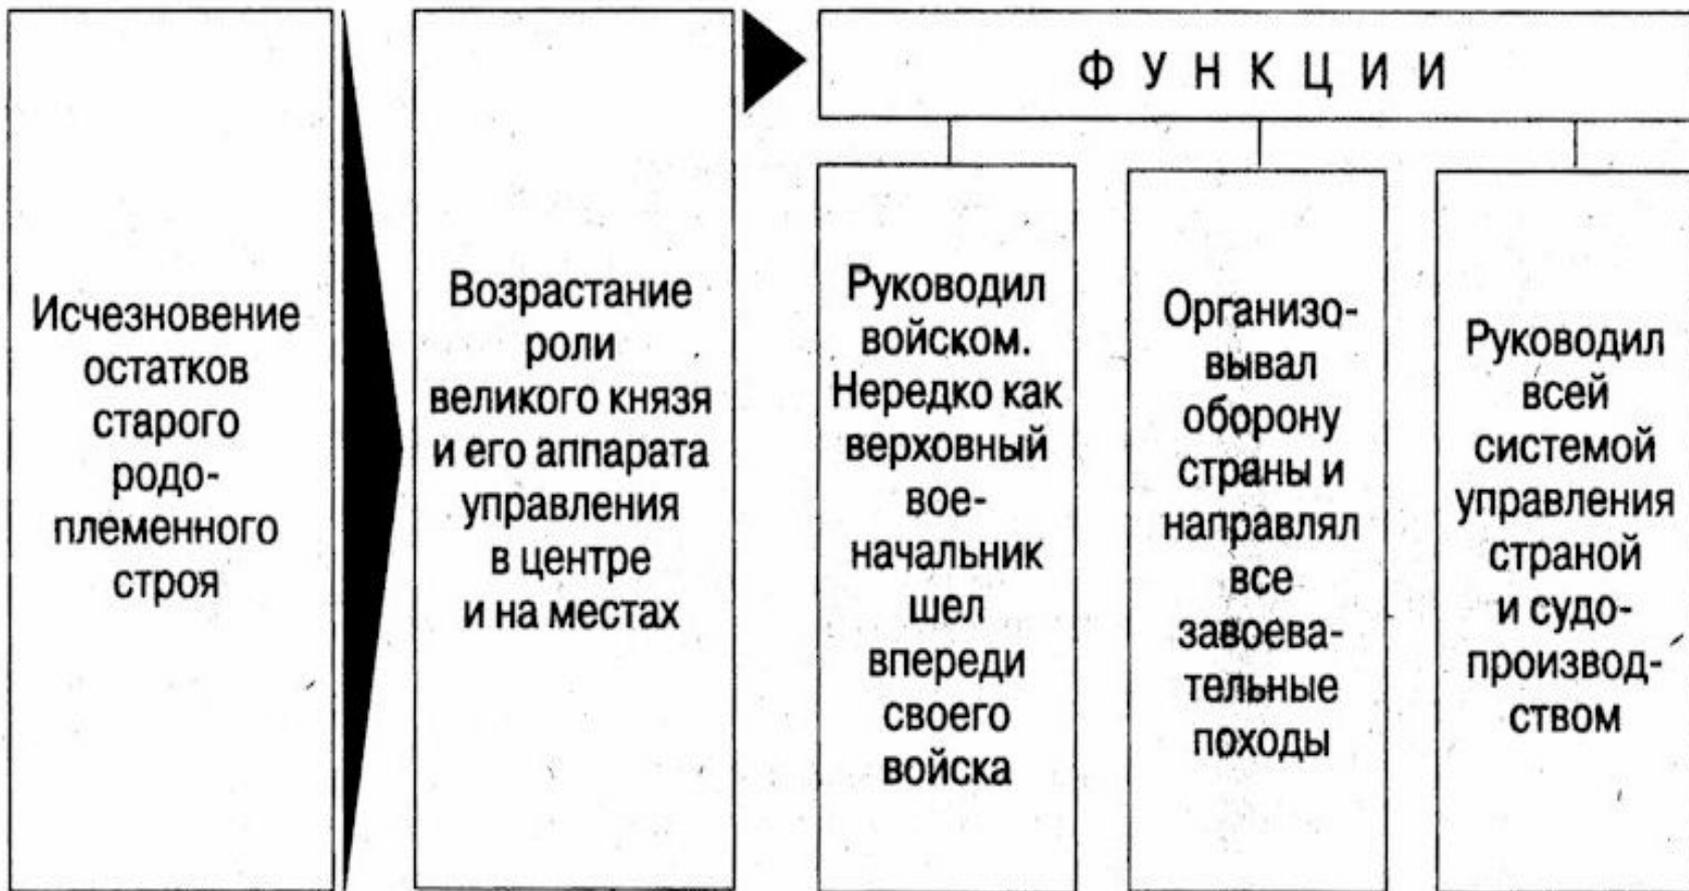 Исчезновение
остатков
старого
родо-
племенного
строя
Возрастание
роли
великого князя
и его аппарата
управления
в центре
и на местах
ФУНКЦИИ
Руководил
войском.
Нередко как
верховный
вое-
начальник
шел
впереди
своего
войска
Организо-
вывал
оборону
страны и
направлял
все
завоева-
тельные
походы
Руководил
всей
системой
управления
страной
и судо-
производ-
ством